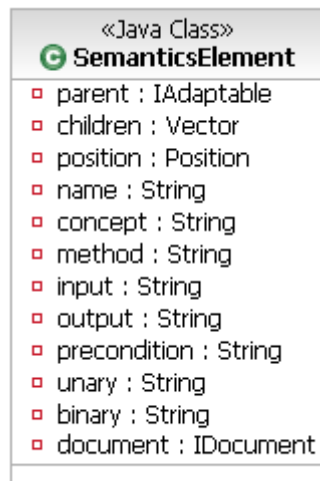 «Java Class»
SemanticsElement
parent : IAdaptable
children : Vector
position : Position
name : String
concept : String
method : String
input : String
output : String
precondition : String
unary : String
binary : String
document : IDocument